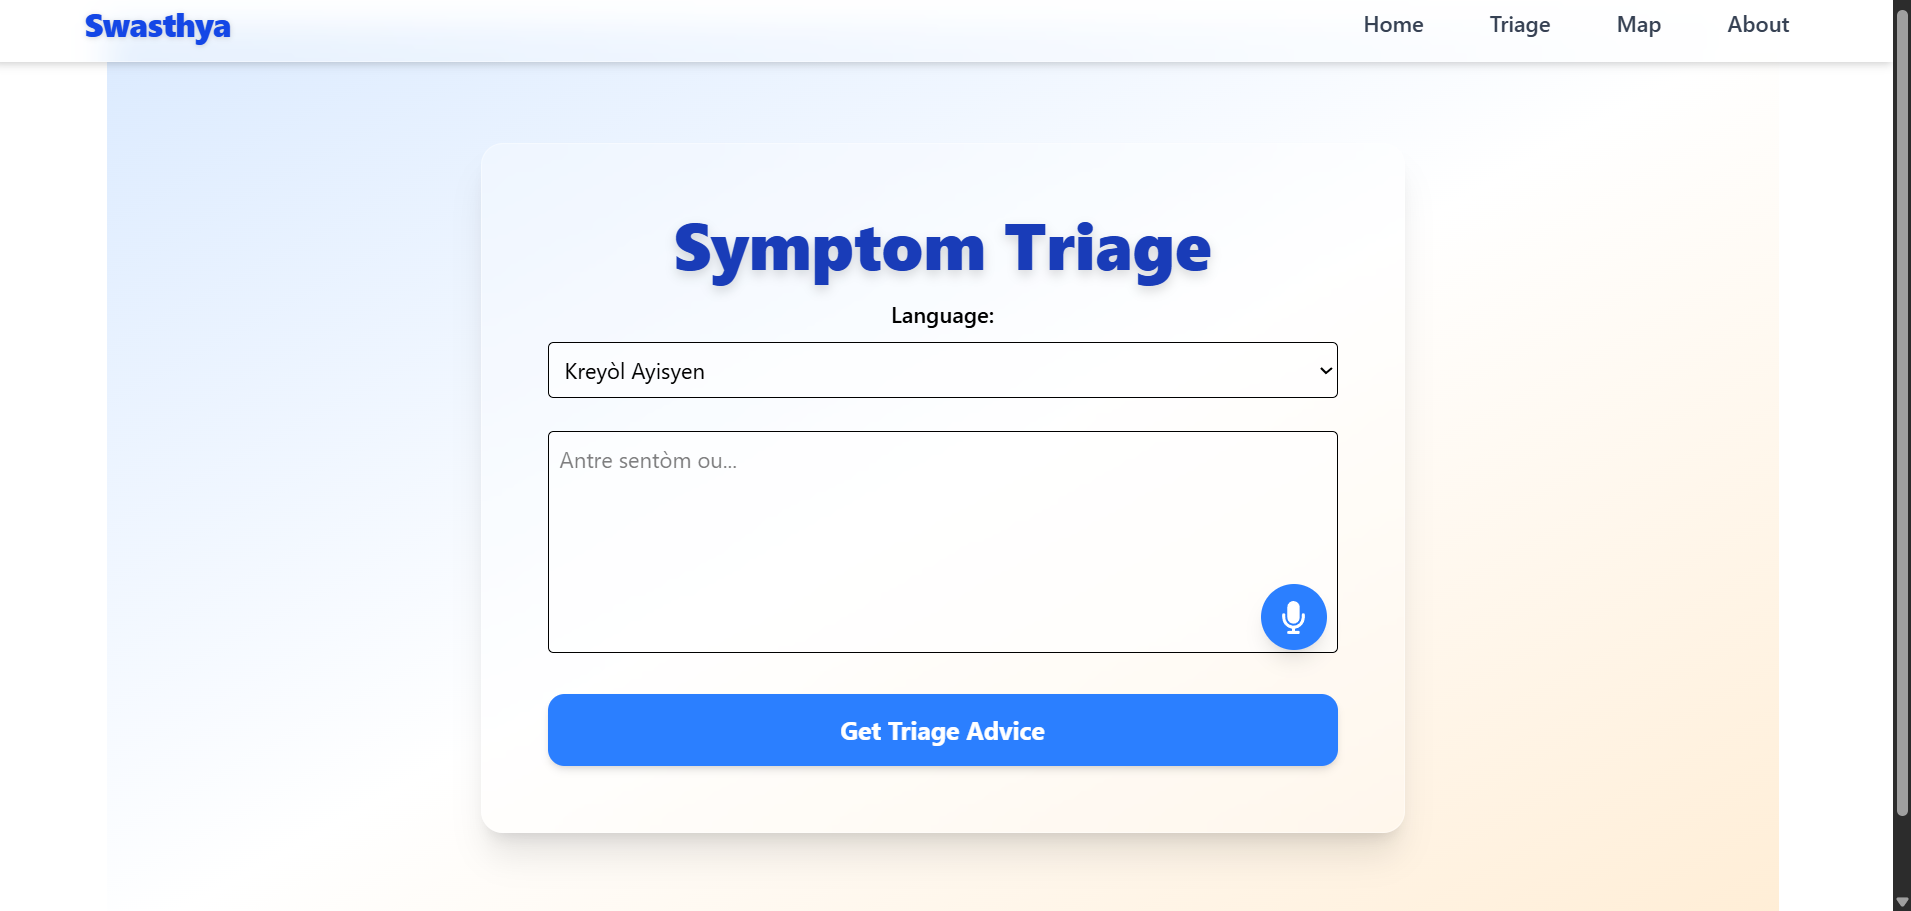 Swasthya
Home Triage Map About
Symptom Triage
Language:
Kreyòl Ayisyen
Antre sentòm ou...
Get Triage Advice